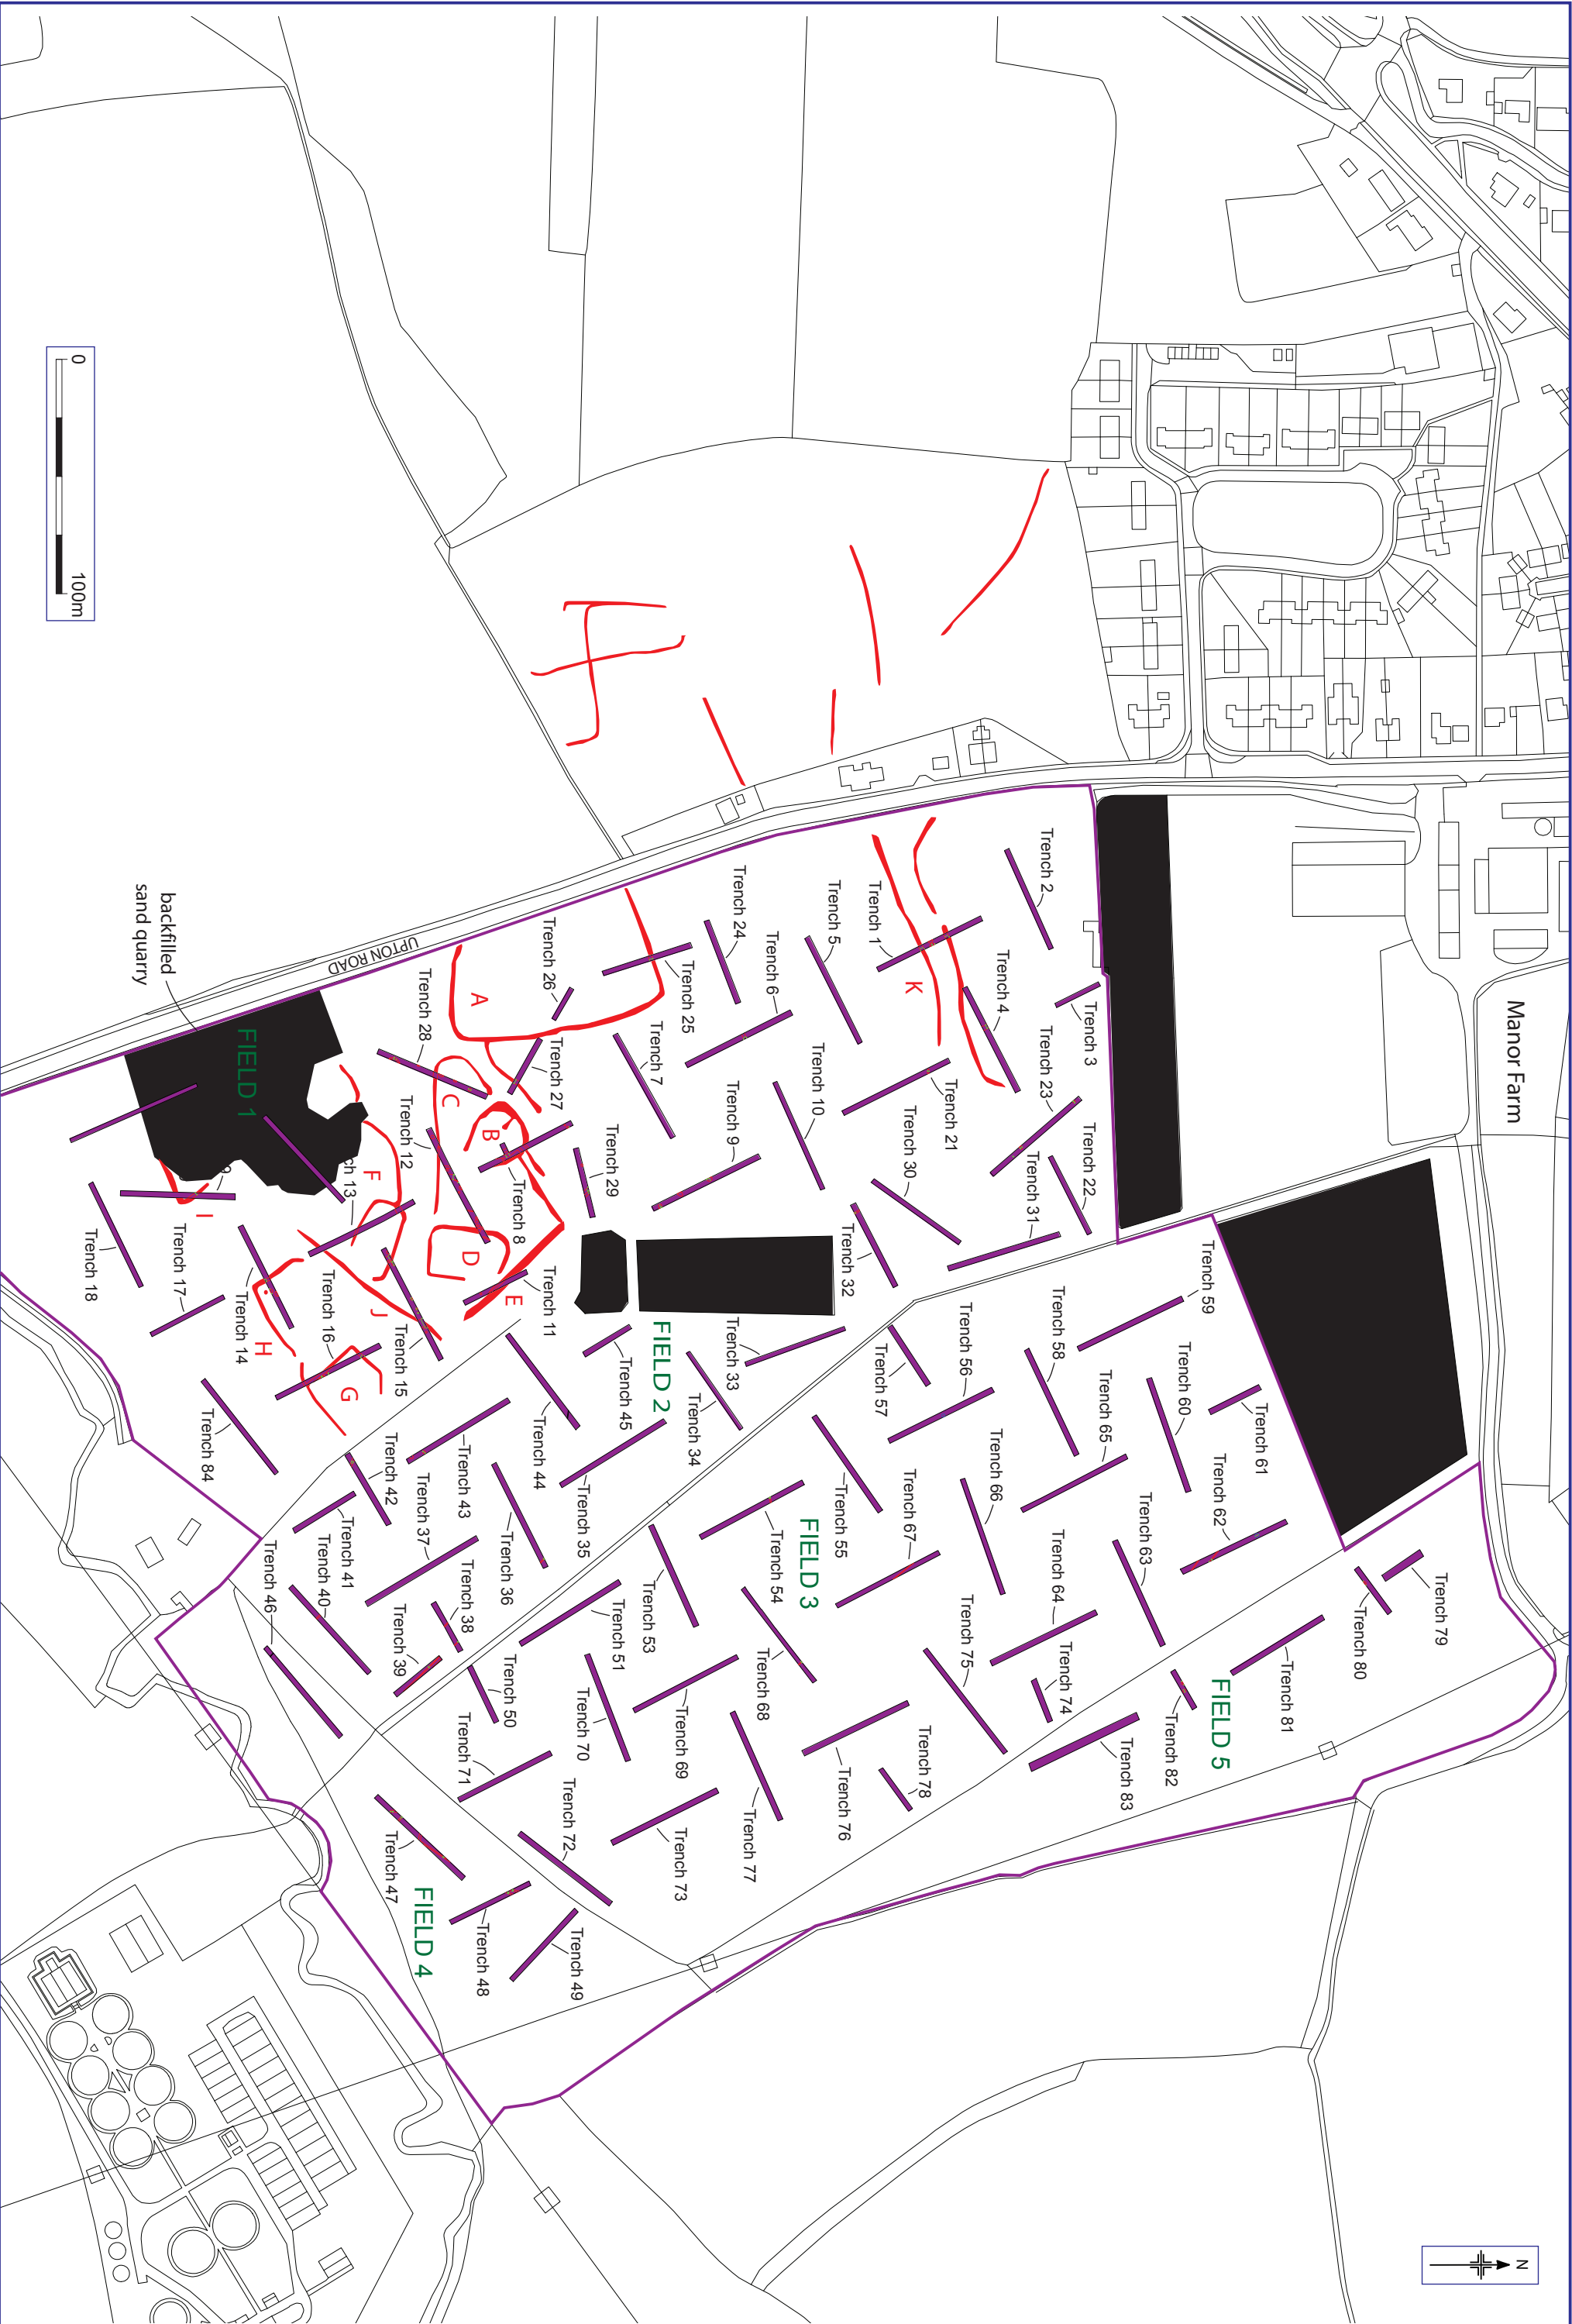 Manor Farm
N
Trench 2
Trench 3
Trench 1
Trench 4
K
Trench 5
Trench 23
Trench 22
Trench 24
Trench 6
Trench 21
Trench 25
Trench 10
Trench 30
Trench 31
Trench 26
Trench 7
Trench 9
Trench 32
Trench 59
Trench 27
Trench 29
Trench 58
Trench 60
Trench 61
UPTON ROAD
A
Trench 28
B
Trench 8
Trench 33
Trench 57
Trench 56
Trench 65
Trench 62
C
D
Trench 11
E
FIELD 2
Trench 45
Trench 34
Trench 66
Trench 63
Trench 79
Trench 12
Trench 55
Trench 67
Trench 80
backfilled
sand quarry
FIELD 1
F
ch 13
J
Trench 15
Trench 44
Trench 35
Trench 54
FIELD 3
Trench 64
Trench 81
9
I
Trench 16
G
Trench 43
Trench 36
Trench 53
Trench 75
Trench 74
FIELD 5
Trench 82
Trench 14
H
Trench 42
Trench 37
Trench 51
Trench 68
Trench 83
Trench 17
Trench 18
Trench 84
Trench 41
Trench 38
Trench 50
Trench 69
Trench 78
Trench 40
Trench 39
Trench 70
Trench 76
Trench 46
Trench 71
Trench 77
Trench 72
Trench 73
Trench 47
Trench 48
Trench 49
FIELD 4
0
100m